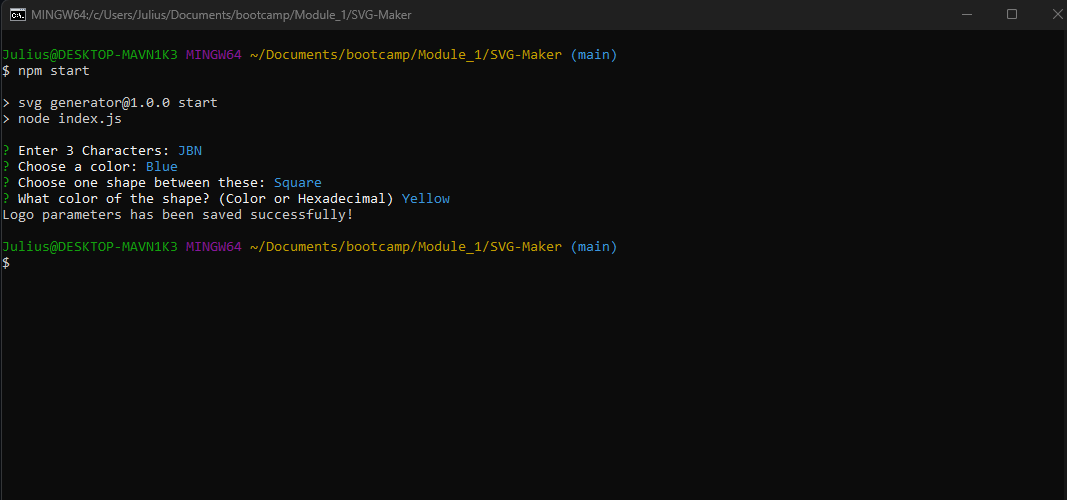 MINGW64:/c/Users/Julius/Documents/bootcamp/Module_1/SVG-Maker
Julius@DESKTOP-MAVN1K3 MINGW64 ~/Documents/bootcamp/Module_1/SVG-Maker (main)
$ npm start
> svg generator@1.0.0 start
> node index.js
? Enter 3 Characters: JBN
? Choose a color: Blue
? Choose one shape between these: Square
? What color of the shape? (Color or Hexadecimal) Yellow
Logo parameters has been saved successfully!
Julius@DESKTOP-MAVN1K3 MINGW64 ~/Documents/bootcamp/Module_1/SVG-Maker (main)
$